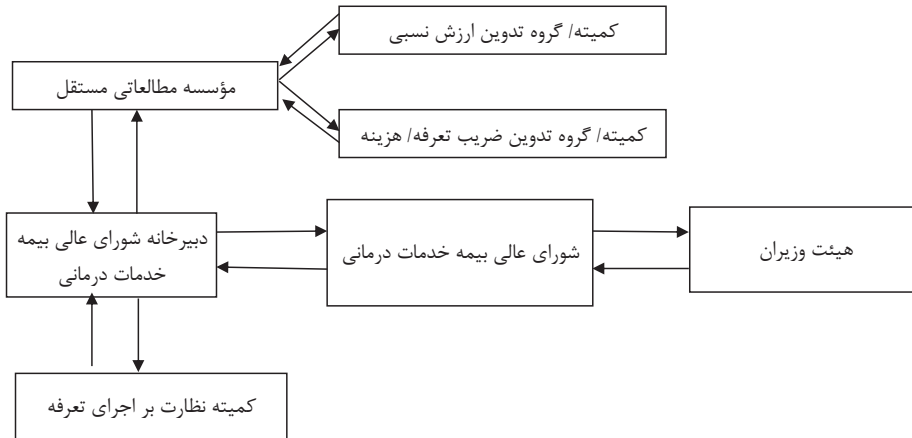 کمیته/ گروه تدوین ارزش نسبی
مؤسسه مطالعاتی مستقل
کمیته/ گروه تدوین ضریب تعرفه/ هزینه
هیئت وزیران
شورای عالی بیمه خدمات درمانی
دبیرخانه شورای عالی بیمه
خدمات درمانی
کمیته نظارت بر اجرای تعرفه